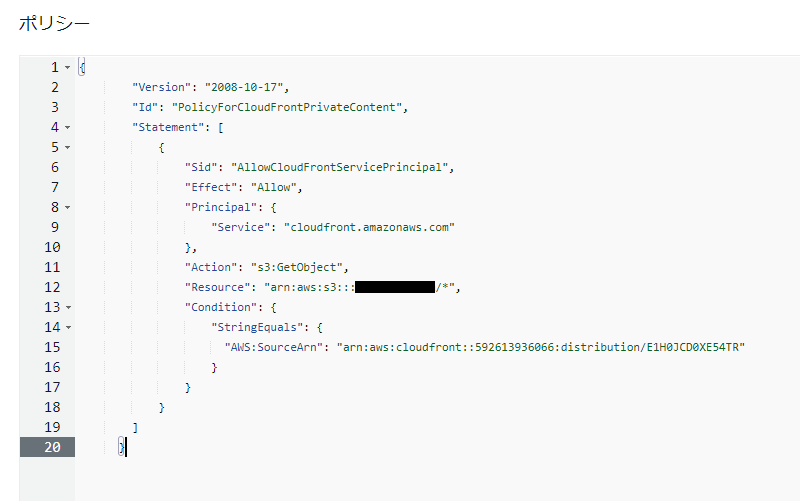 ポリシー
1 {
2 "Version": "2008-10-17",
3 "Id": "PolicyForCloudFrontPrivateContent",
4 "Statement": [
5 {
6 "Sid": "AllowCloudFrontServicePrincipal",
7 "Effect": "Allow",
8 "Principal": {
9 "Service": "cloudfront.amazonaws.com"
10 },
11 "Action": "s3:GetObject",
12 "Resource": "arn:aws:s3:::/*",
13 "Condition": {
14 "StringEquals": {
15 "AWS:SourceArn": "arn:aws:cloudfront::592613936066:distribution/E1H0JCD0XE54TR"
16 }
17 }
18 }
19 ]
20 }